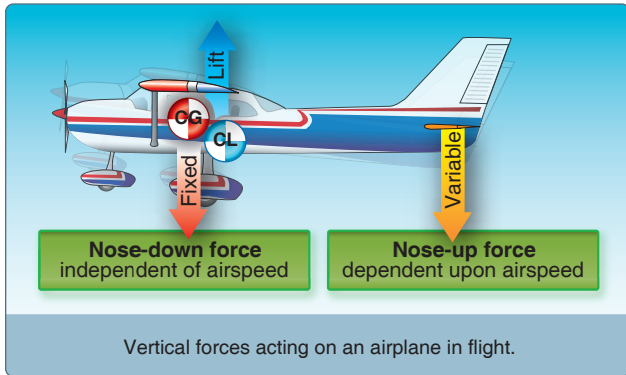 Lift
CG
CL
Fixed
Variable
Nose-down force
independent of airspeed
Nose-up force
dependent upon airspeed
Vertical forces acting on an airplane in flight.